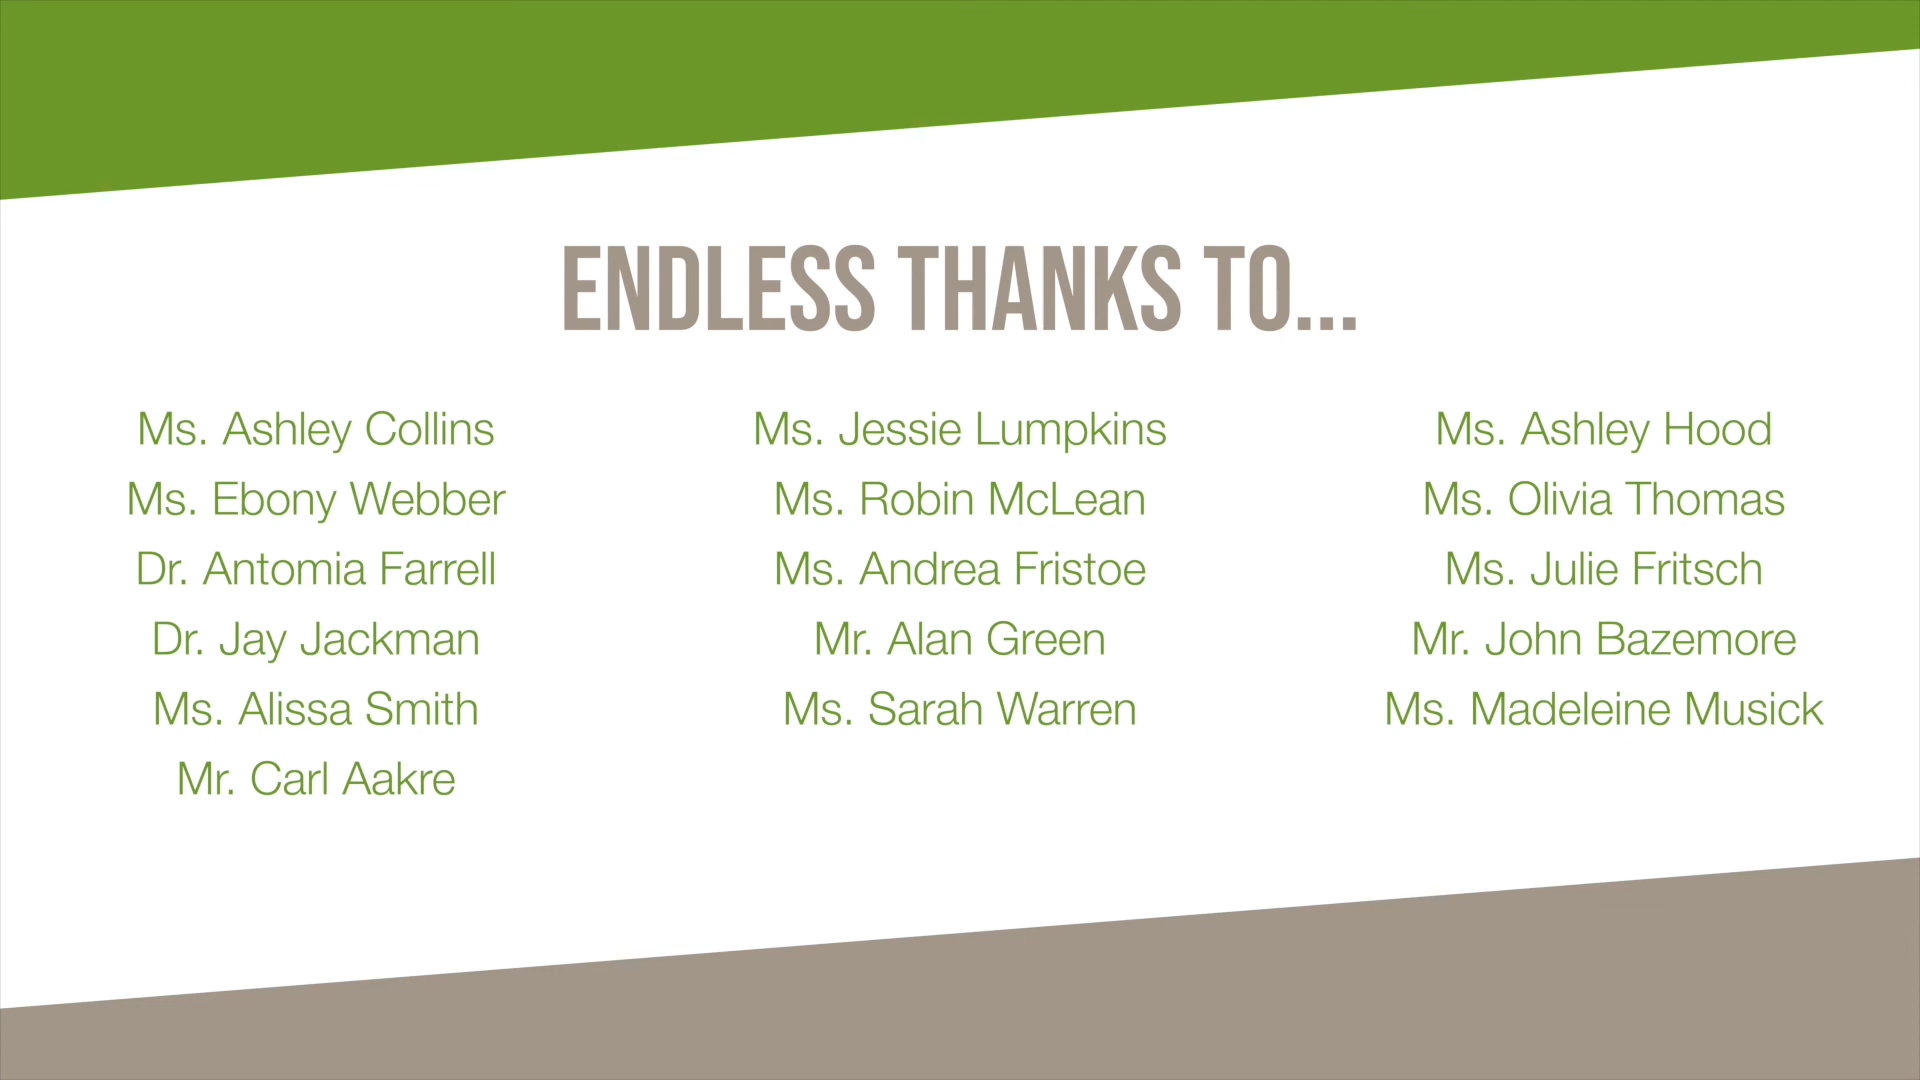 ENDLESS THANKS TO...
Ms. Ashley Collins
Ms. Ebony Webber
Dr. Antomia Farrell
Dr. Jay Jackman
Ms. Alissa Smith
Mr. Carl Aakre
Ms. Jessie Lumpkins
Ms. Robin McLean
Ms. Andrea Fristoe
Mr. Alan Green
Ms. Sarah Warren
Ms. Ashley Hood
Ms. Olivia Thomas
Ms. Julie Fritsch
Mr. John Bazemore
Ms. Madeleine Musick